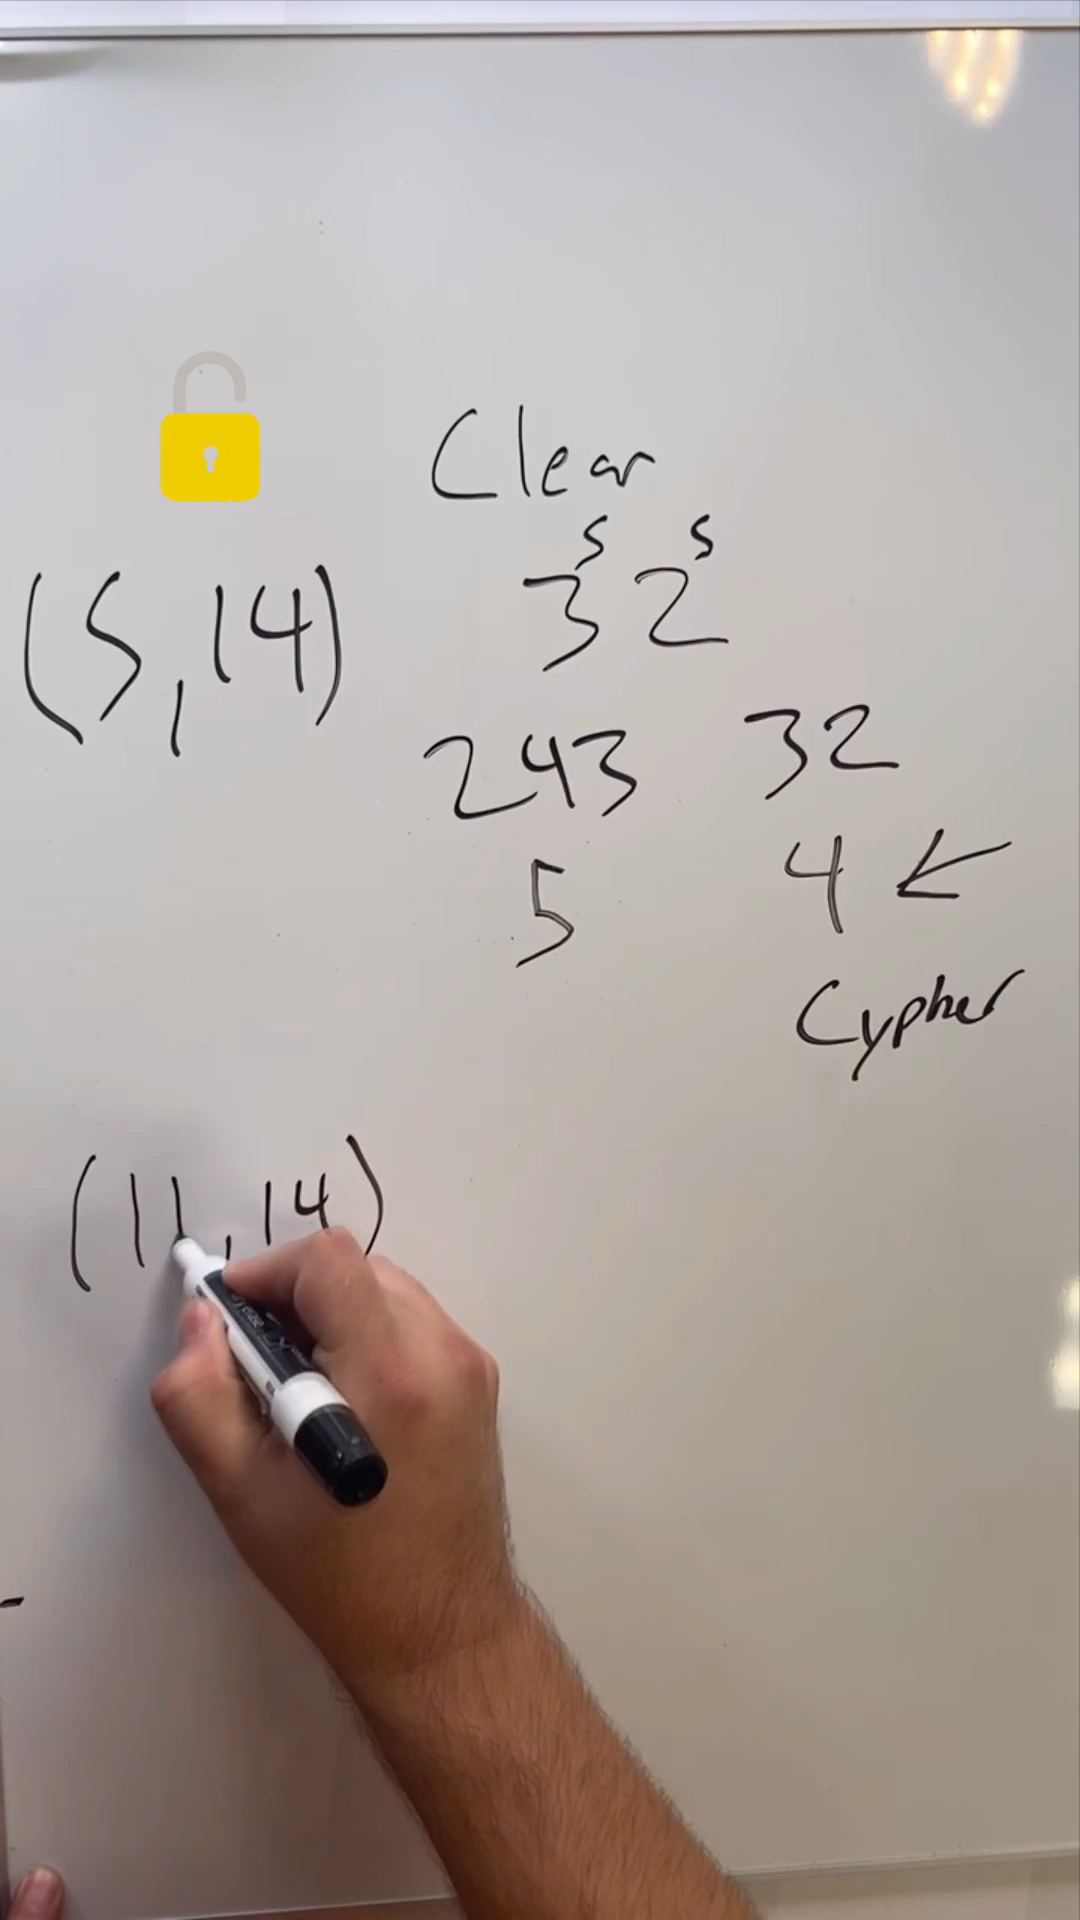 Clear
(5,14) 3⁵ 2⁵
243 32
5 4 ←
Cypher
(11,14)